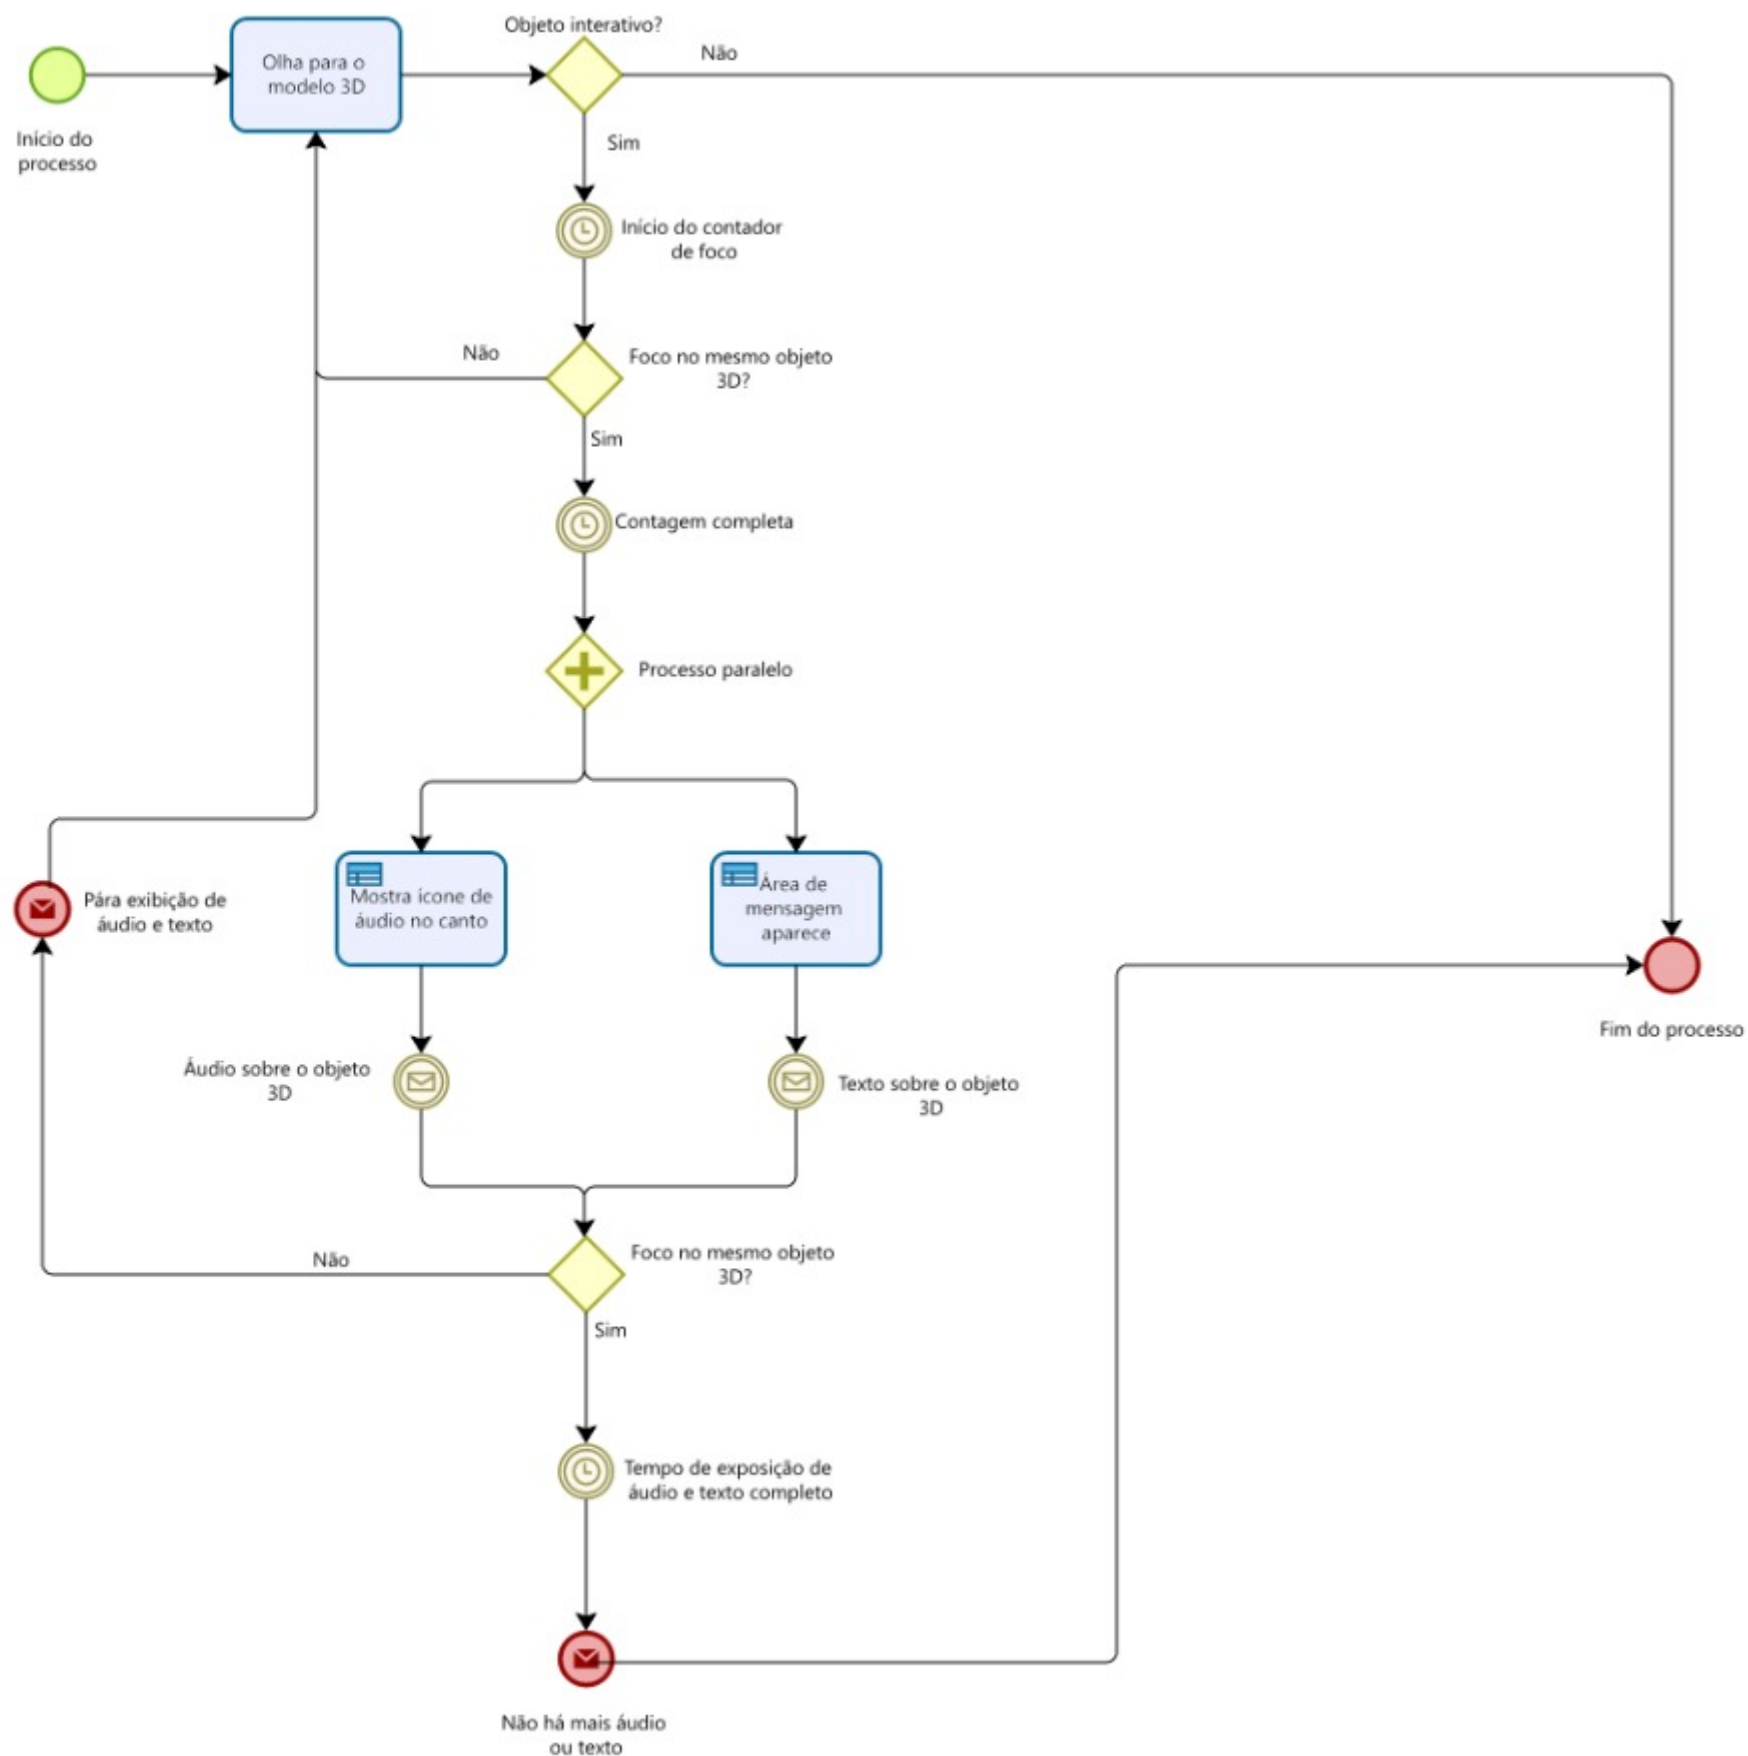 Objeto interativo?
Não
Olha para o
modelo 3D
Início do
processo
Sim
Início do contador
de foco
Não
Foco no mesmo objeto
3D?
Sim
Contagem completa
Processo paralelo
Pára exibição de
áudio e texto
Mostra ícone de
áudio no canto
Área de
mensagem
aparece
Fim do processo
Áudio sobre o objeto
3D
Texto sobre o objeto
3D
Não
Foco no mesmo objeto
3D?
Sim
Tempo de exposição de
áudio e texto completo
Não há mais áudio
ou texto